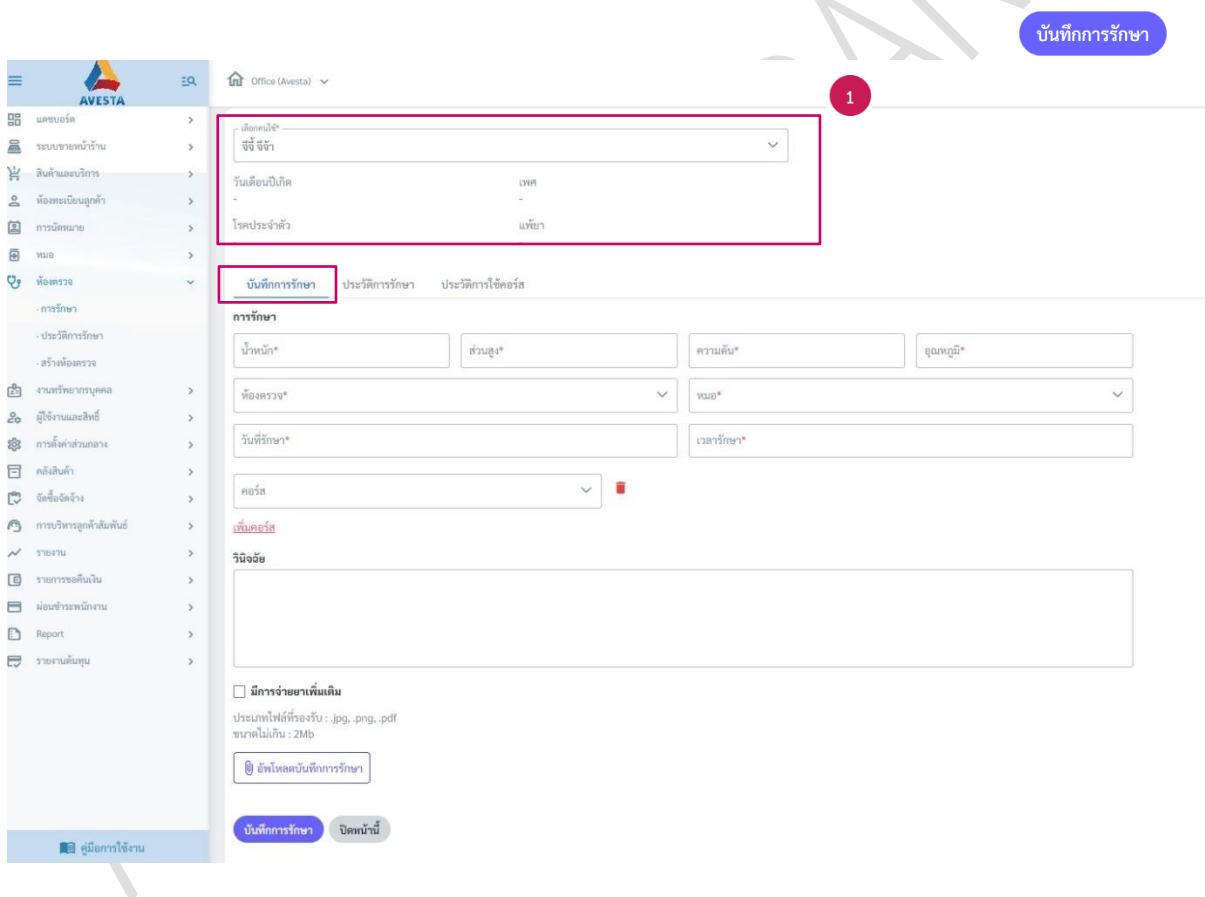 บันทึกการรักษา
AVESTA
Office (Avesta)
1
แดชบอร์ด
ระบบขายหน้าร้าน
สินค้าและบริการ
ห้องทะเบียนลูกค้า
การนัดหมาย
หมอ
ห้องตรวจ
- การรักษา
- ประวัติการรักษา
- สร้างห้องตรวจ
งานทรัพยากรบุคคล
ผู้ใช้งานและสิทธิ์
การตั้งค่าส่วนกลาง
คลังสินค้า
จัดซื้อจัดจ้าง
การบริหารลูกค้าสัมพันธ์
รายงาน
รายการขอคืนเงิน
ผ่อนชำระพนักงาน
Report
รายงานต้นทุน
คู่มือการใช้งาน
เลือกคนไข้*
จีจี้ จีจ้า
วันเดือนปีเกิด เพศ
- -
โรคประจำตัว แพ้ยา
บันทึกการรักษา ประวัติการรักษา ประวัติการใช้คอร์ส
การรักษา
น้ำหนัก* ส่วนสูง* ความดัน* อุณหภูมิ*
ห้องตรวจ* หมอ*
วันที่รักษา* เวลารักษา*
คอร์ส
เพิ่มคอร์ส
วินิจฉัย
มีการจ่ายยาเพิ่มเติม
ประเภทไฟล์ที่รองรับ : .jpg, .png, .pdf
ขนาดไม่เกิน : 2Mb
อัพโหลดบันทึกการรักษา
บันทึกการรักษา ปิดหน้านี้